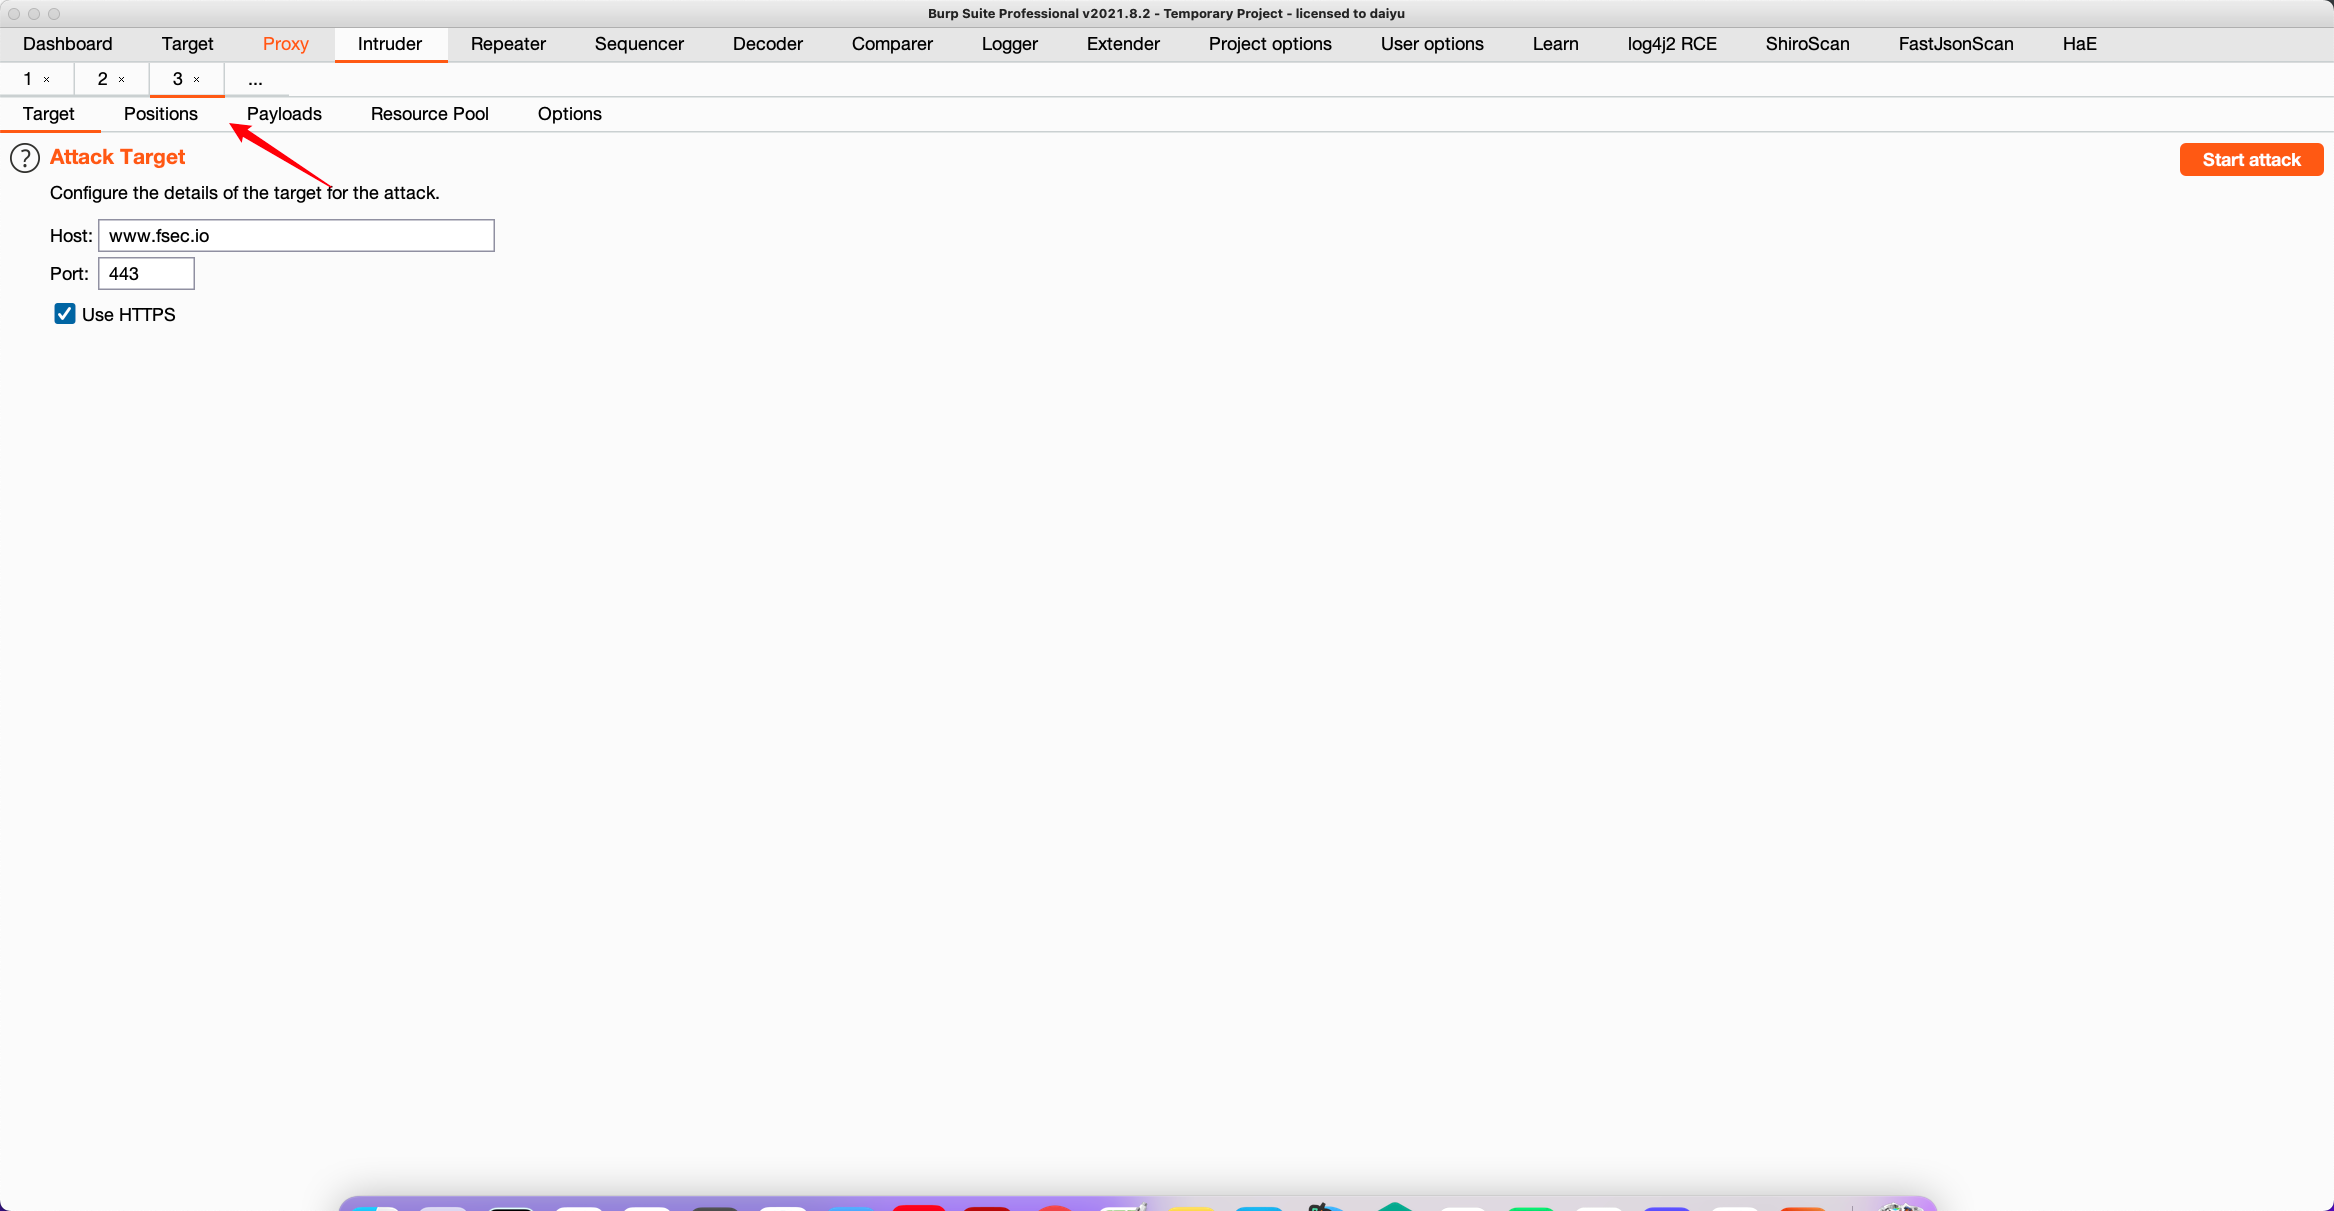 Burp Suite Professional v2021.8.2 - Temporary Project - licensed to daiyu
Dashboard Target Proxy Intruder Repeater Sequencer Decoder Comparer Logger Extender Project options User options Learn log4j2 RCE ShiroScan FastJsonScan HaE
1 × 2 × 3 × ...
Target Positions Payloads Resource Pool Options
? Attack Target
Start attack
Configure the details of the target for the attack.
Host: www.fsec.io
Port: 443
Use HTTPS